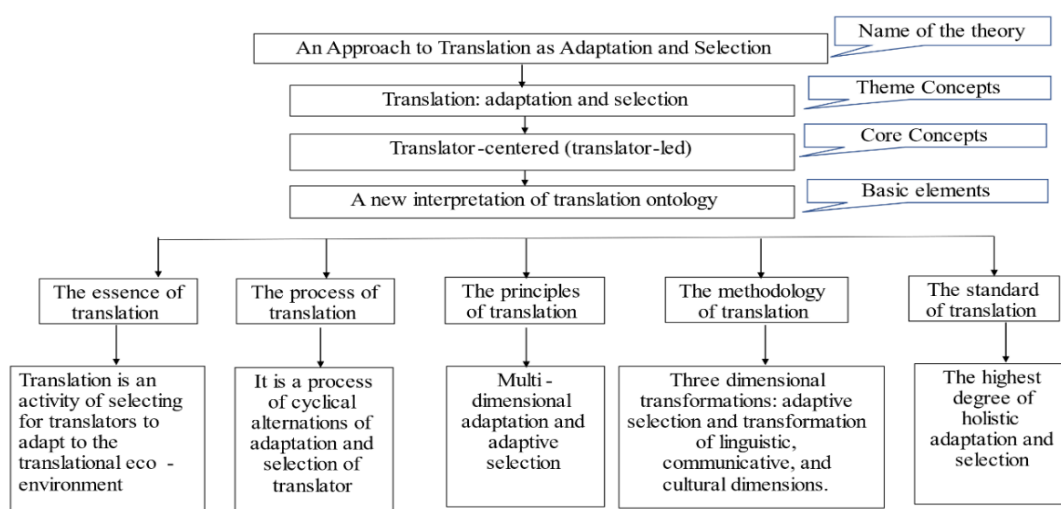 An Approach to Translation as Adaptation and Selection
Name of the theory
Translation: adaptation and selection
Theme Concepts
Translator-centered (translator-led)
Core Concepts
A new interpretation of translation ontology
Basic elements
The essence of
translation
The process of
translation
The principles
of translation
The methodology
of translation
The standard
of translation
Translation is an
activity of selecting
for translators to
adapt to the
translational eco -
environment
It is a process
of cyclical
alternations of
adaptation and
selection of
translator
Multi -
dimensional
adaptation and
adaptive
selection
Three dimensional
transformations: adaptive
selection and transformation
of linguistic,
communicative, and
cultural dimensions.
The highest
degree of
holistic
adaptation and
selection